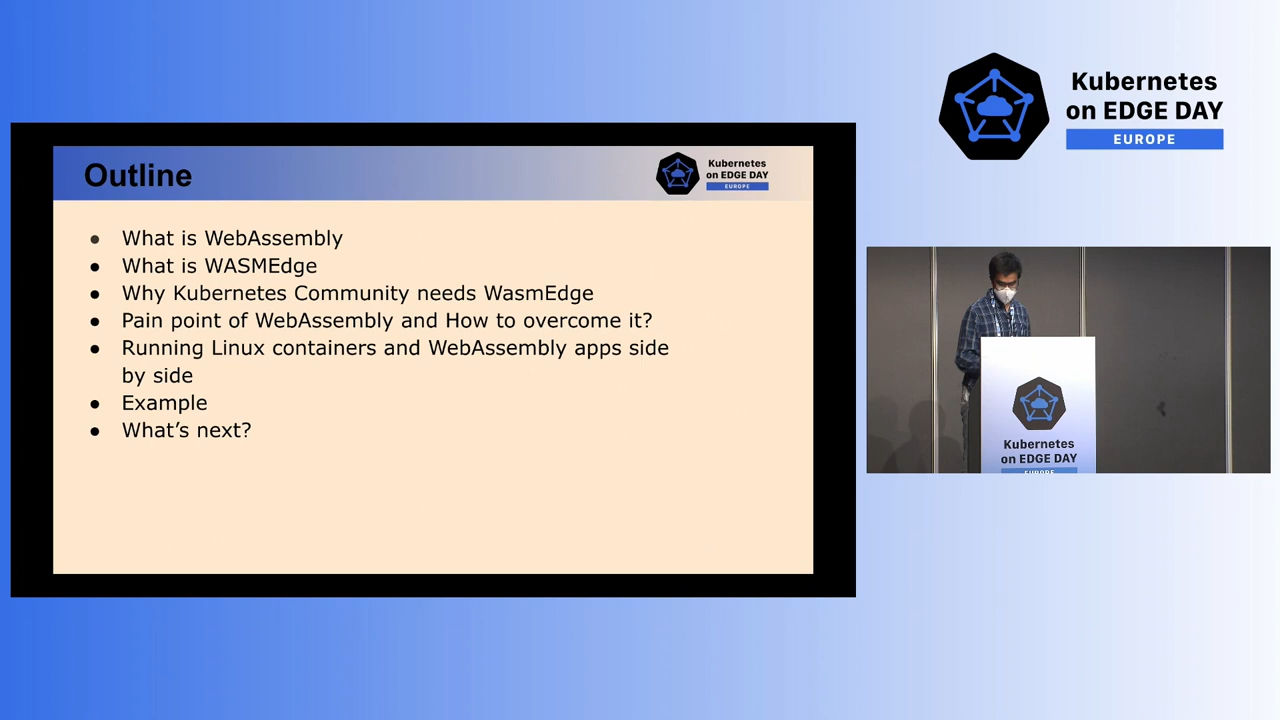 Kubernetes
on EDGE DAY
EUROPE
Outline
Kubernetes
on EDGE DAY
EUROPE
● What is WebAssembly
● What is WASMEdge
● Why Kubernetes Community needs WasmEdge
● Pain point of WebAssembly and How to overcome it?
● Running Linux containers and WebAssembly apps side
by side
● Example
● What’s next?
Kubernetes
on EDGE DAY
EUROPE